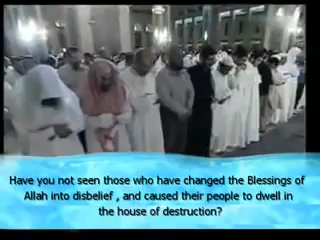 Have you not seen those who have changed the Blessings of
Allah into disbelief , and caused their people to dwell in
the house of destruction?